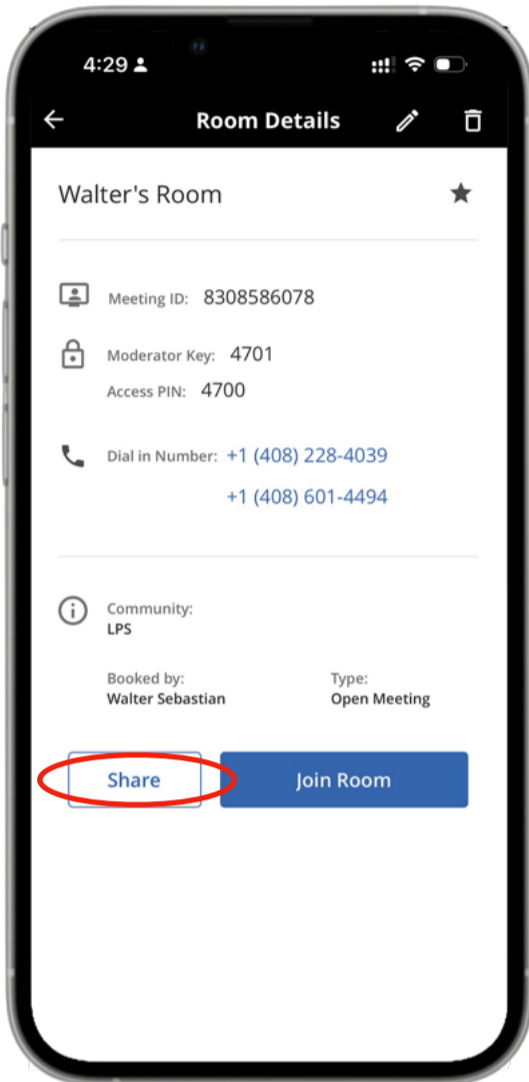 4:29
Room Details
Walter's Room
Meeting ID: 8308586078
Moderator Key: 4701
Access PIN: 4700
Dial in Number: +1 (408) 228-4039
+1 (408) 601-4494
Community:
LPS
Booked by: Type:
Walter Sebastian Open Meeting
Share Join Room